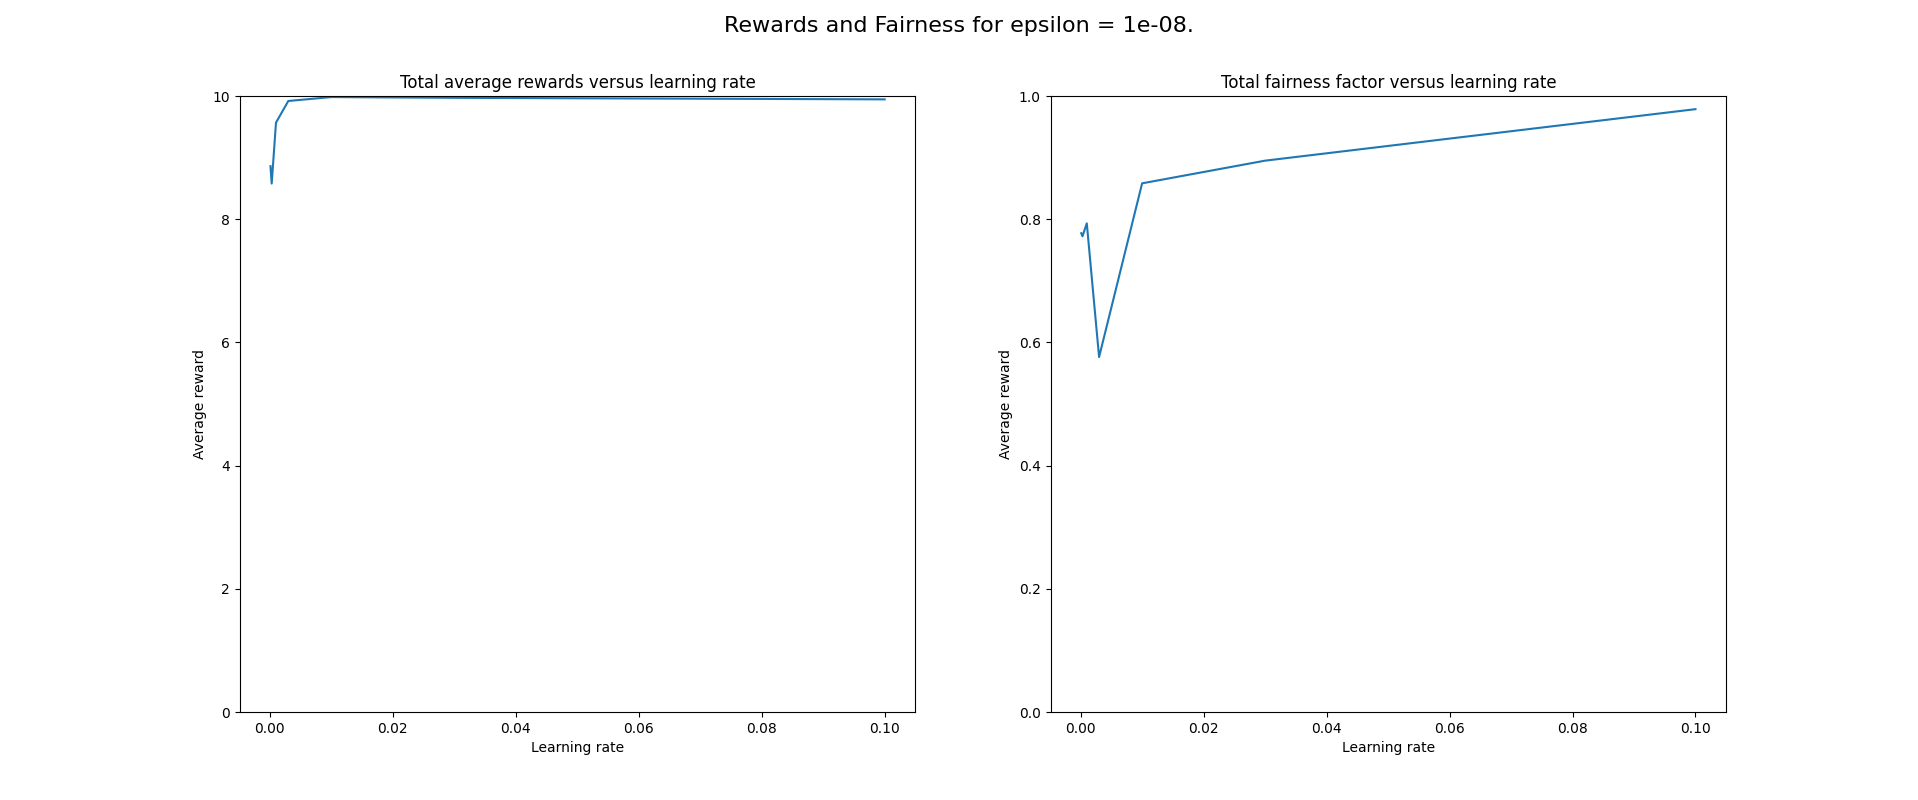 Rewards and Fairness for epsilon = 1e-08.
Total average rewards versus learning rate
10
8
6
4
2
0
Average reward
0.00 0.02 0.04 0.06 0.08 0.10
Learning rate
Total fairness factor versus learning rate
1.0
0.8
0.6
0.4
0.2
0.0
Average reward
0.00 0.02 0.04 0.06 0.08 0.10
Learning rate